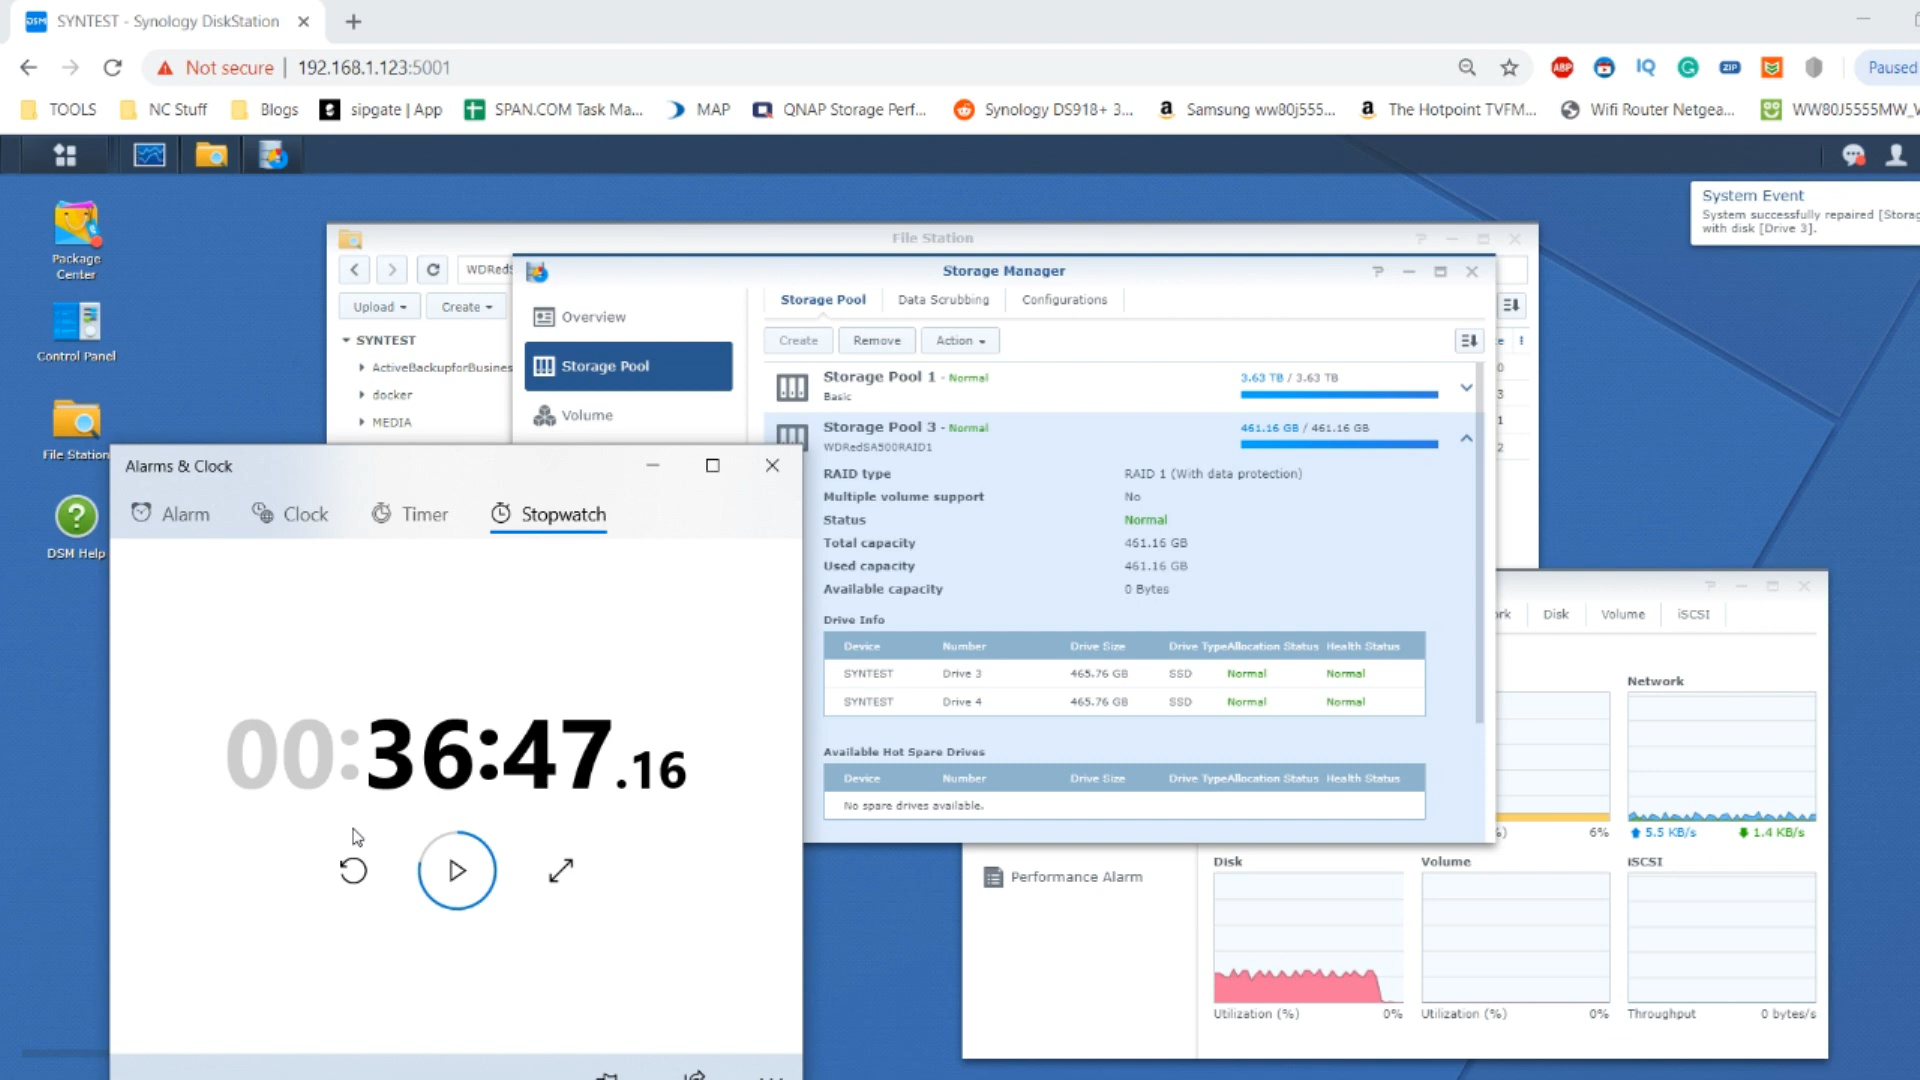 SYNTEST - Synology DiskStation
Not secure | 192.168.1.123:5001
ABP
IQ
ZIP
Paused
TOOLS
NC Stuff
Blogs
sipgate | App
SPAN.COM Task Ma...
MAP
QNAP Storage Perf...
Synology DS918+ 3...
Samsung ww80j555...
The Hotpoint TVFM...
Wifi Router Netgea...
WW80J5555MW_
System Event
System successfully repaired [Storag
with disk [Drive 3].
Package
Center
Control Panel
File Station
DSM Help
File Station
WDRedS
Upload
Create
SYNTEST
ActiveBackupforBusines
docker
MEDIA
Storage Manager
Overview
Storage Pool
Volume
Storage Pool
Data Scrubbing
Configurations
Create
Remove
Action
Storage Pool 1 - Normal
Basic
3.63 TB / 3.63 TB
Storage Pool 3 - Normal
WDRedSA500RAID1
461.16 GB / 461.16 GB
RAID type RAID 1 (With data protection)
Multiple volume support No
Status Normal
Total capacity 461.16 GB
Used capacity 461.16 GB
Available capacity 0 Bytes
Drive Info
Device Number Drive Size Drive Type Allocation Status Health Status
SYNTEST Drive 3 465.76 GB SSD Normal Normal
SYNTEST Drive 4 465.76 GB SSD Normal Normal
Available Hot Spare Drives
Device Number Drive Size Drive Type Allocation Status Health Status
No spare drives available.
Alarms & Clock
Alarm
Clock
Timer
Stopwatch
00:36:47.16
rk
Disk
Volume
iSCSI
Network
6%
5.5 KB/s
1.4 KB/s
Performance Alarm
Disk
Utilization (%) 0%
Volume
Utilization (%) 0%
iSCSI
Throughput 0 bytes/s